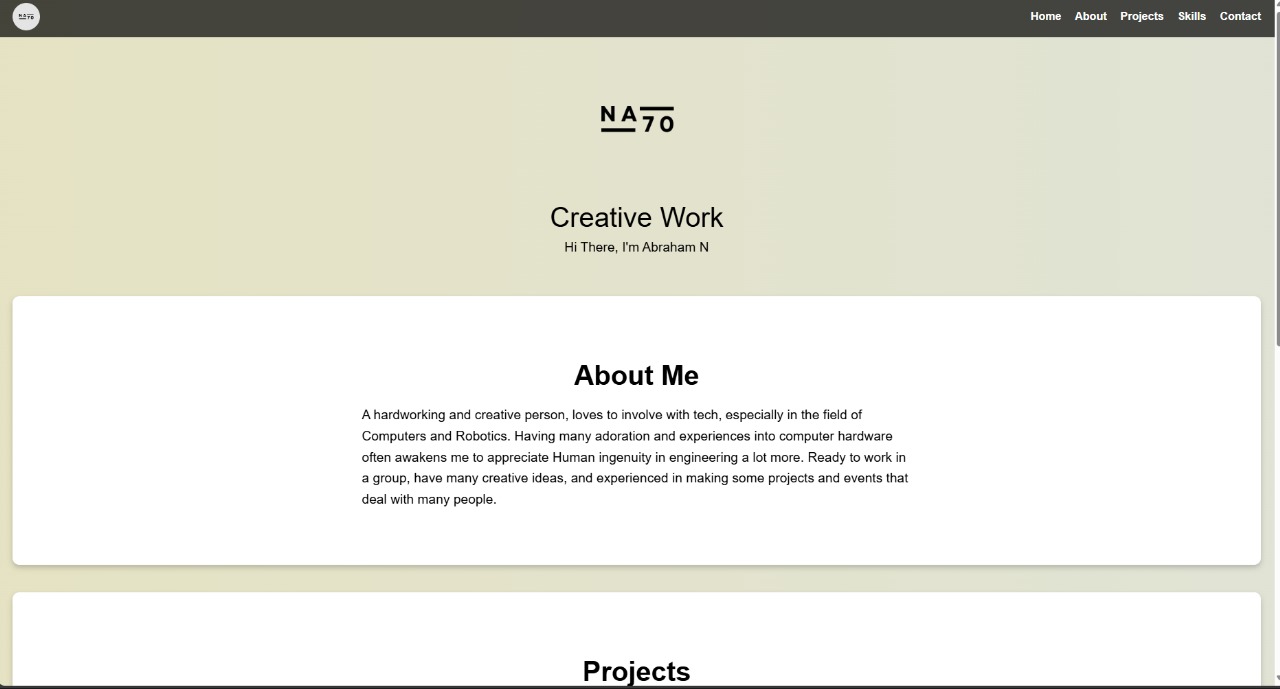 NA70
Home About Projects Skills Contact
NA70
Creative Work
Hi There, I'm Abraham N
About Me
A hardworking and creative person, loves to involve with tech, especially in the field of
Computers and Robotics. Having many adoration and experiences into computer hardware
often awakens me to appreciate Human ingenuity in engineering a lot more. Ready to work in
a group, have many creative ideas, and experienced in making some projects and events that
deal with many people.
Projects